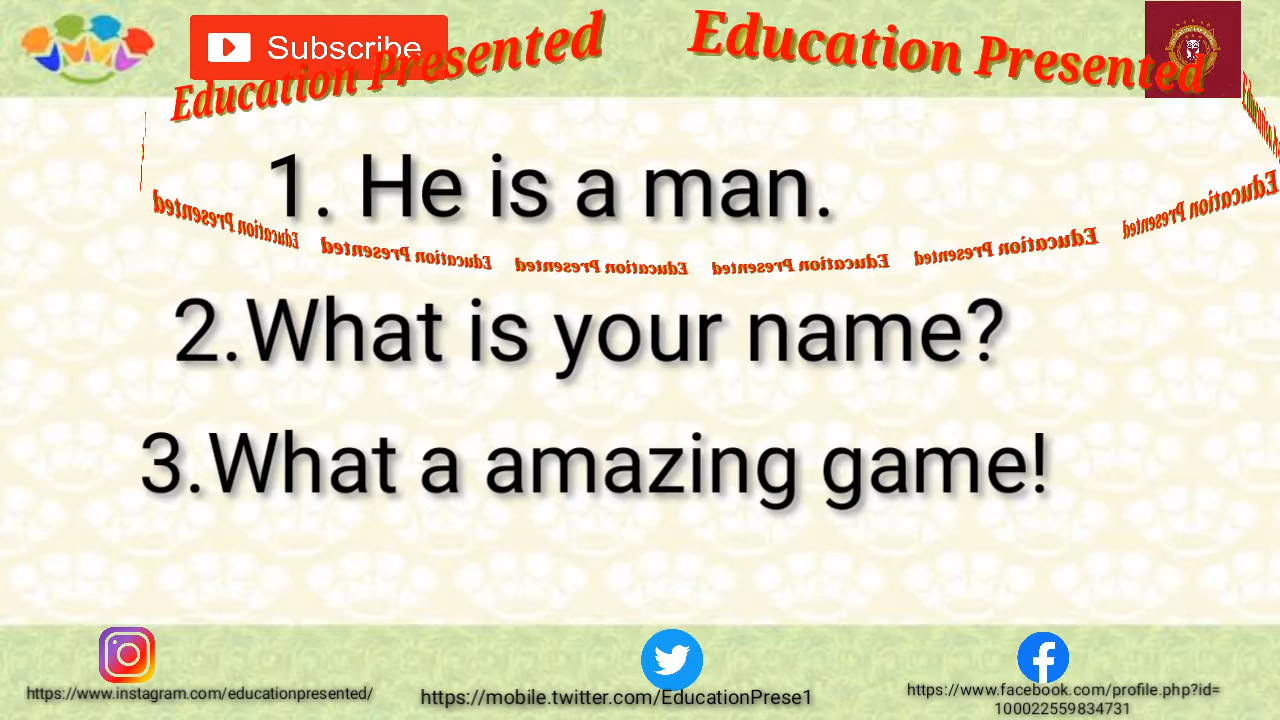 Subscribe
Education Presented Education Presented
1. He is a man.
Education Presented Education Presented Education Presented Education Presented Education Presented Education Presented
2.What is your name?
3.What a amazing game!
https://www.instagram.com/educationpresented/
https://mobile.twitter.com/EducationPrese1
https://www.facebook.com/profile.php?id=
100022559834731